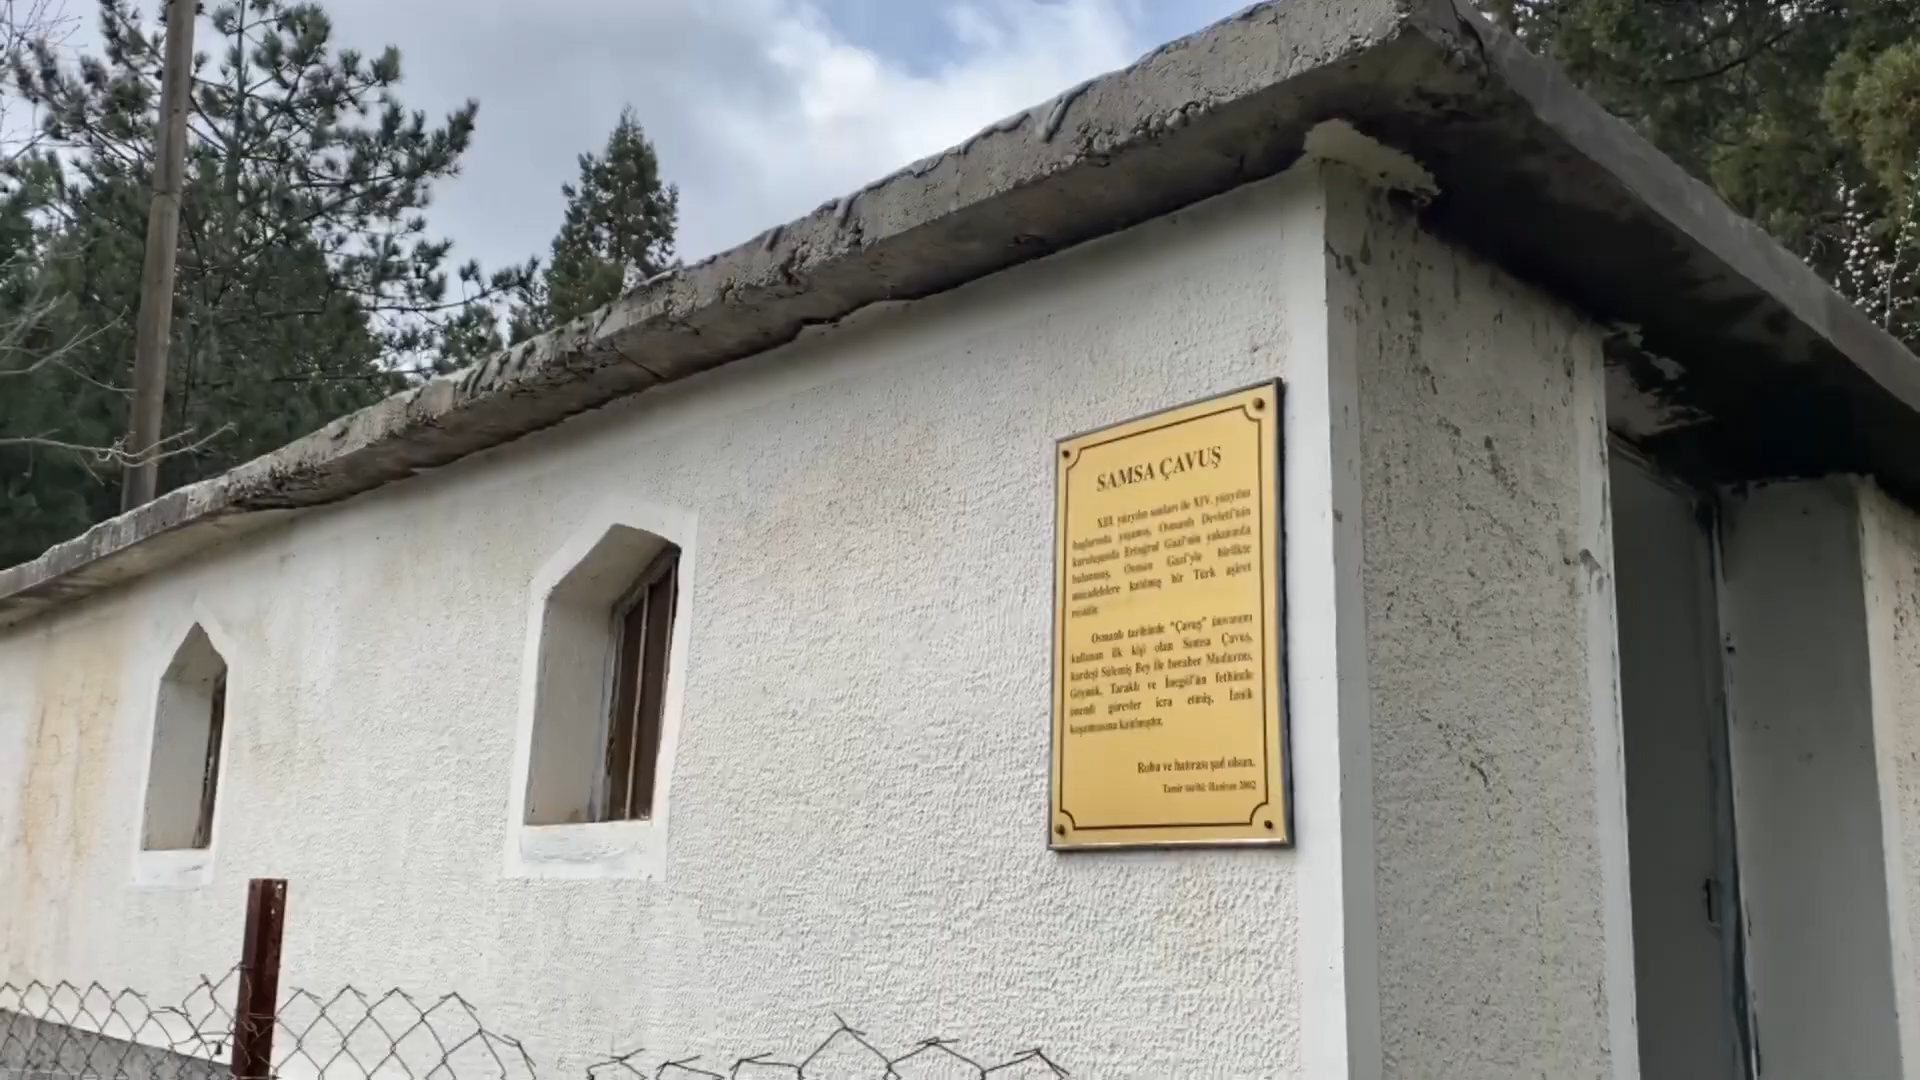 SAMSA ÇAVUŞ
XIII. yüzyılın sonları ile XIV. yüzyılın
başlarında yaşamış, Osmanlı Devleti'nin
kuruluşunda Ertuğrul Gazi'nin yakınında
bulunmuş, Osman Gazi'yle birlikte
mücadelelere katılmış bir Türk aşiret
reisidir.
Osmanlı tarihinde "Çavuş" ünvanını
kullanan ilk kişi olan Samsa Çavuş,
kardeşi Sülemiş Bey ile beraber Mudurnu,
Göynük, Taraklı ve İnegöl'ün fethinde
önemli görevler icra etmiş, İznik
kuşatmasına katılmıştır.
Ruhu ve hatırası şad olsun.
Tamir tarihi: Haziran 2002